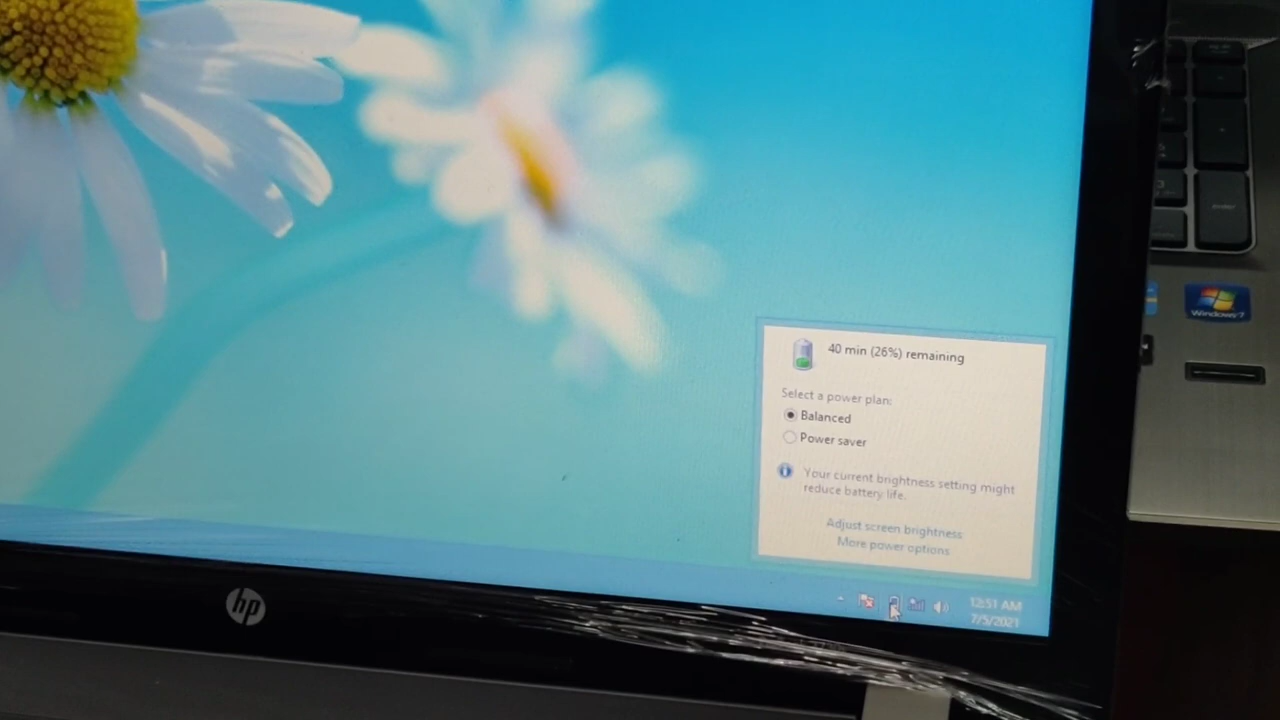 40 min (26%) remaining
Select a power plan:
Balanced
Power saver
Your current brightness setting might
reduce battery life.
Adjust screen brightness
More power options
12:51 AM
7/5/2021
hp
Windows 7